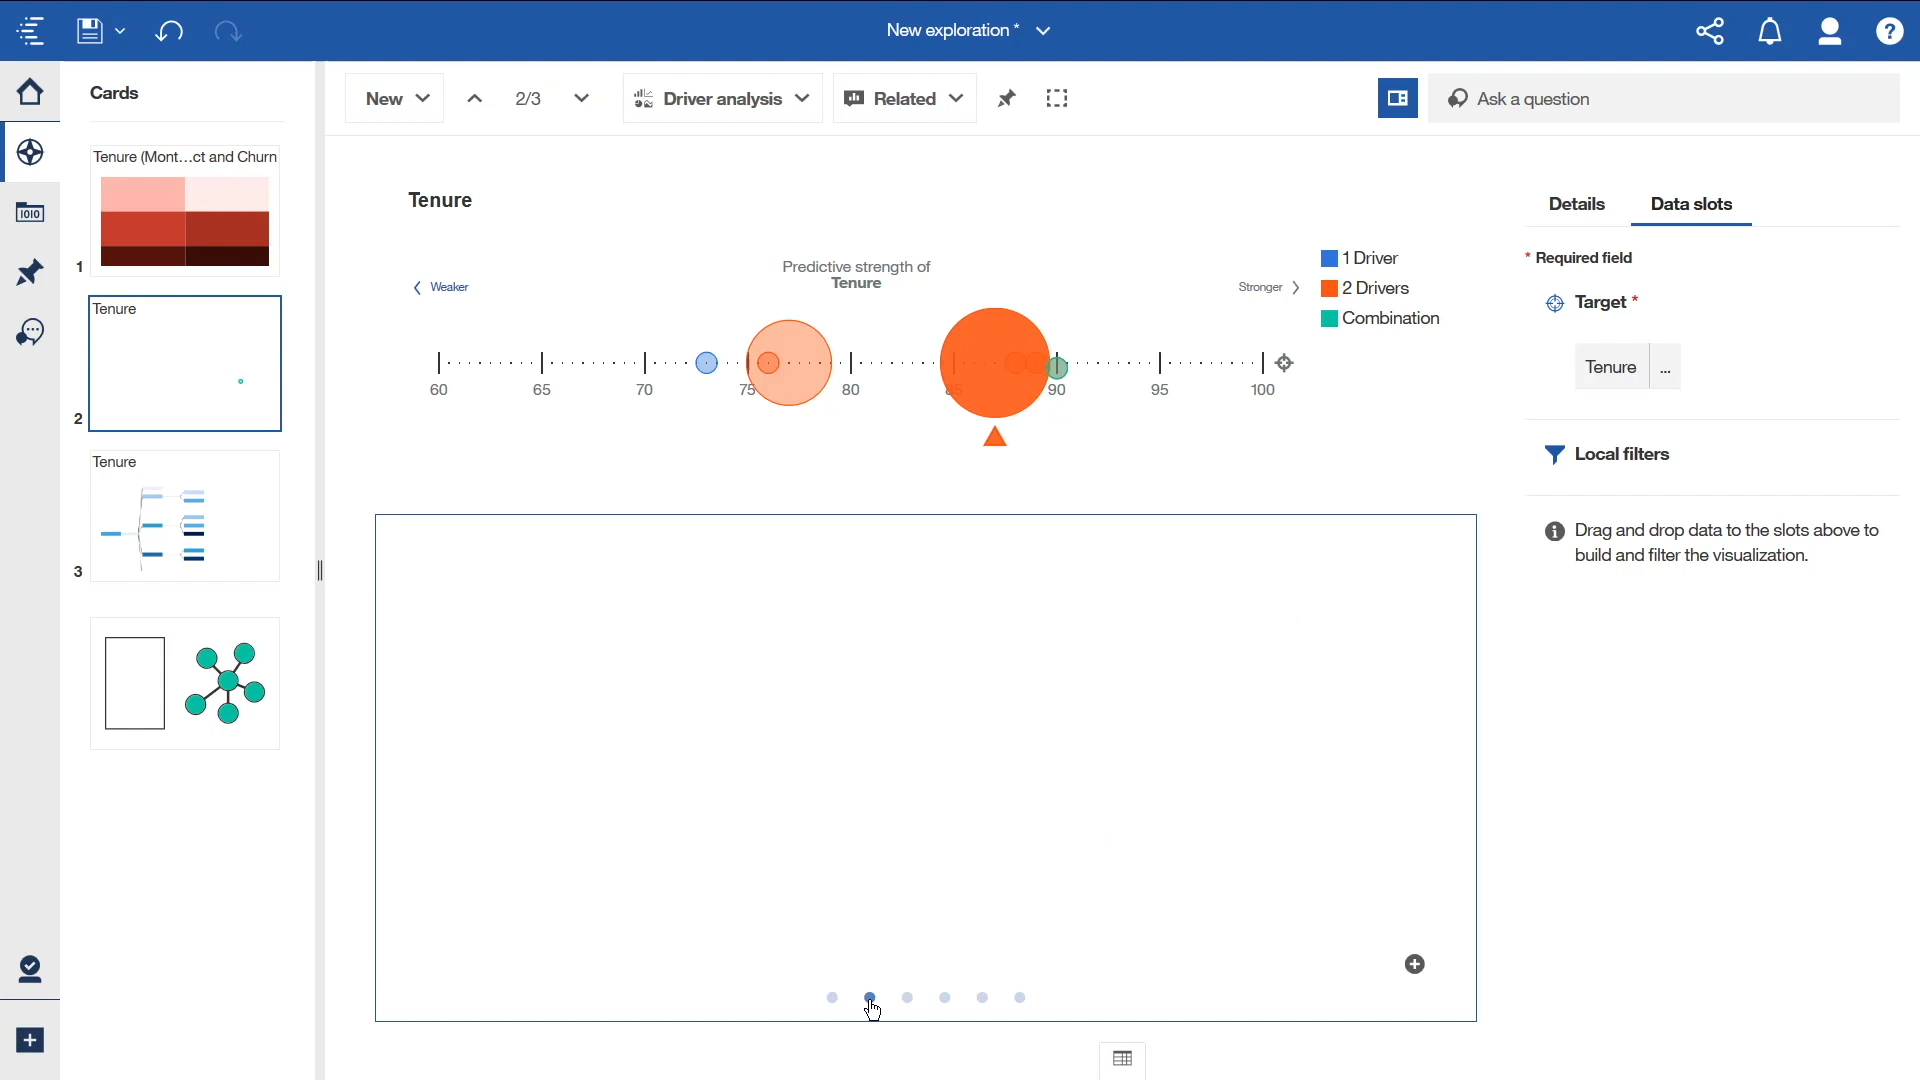 New exploration *
Cards
New
2/3
Driver analysis
Related
Ask a question
Tenure (Mont...ct and Churn
1
Tenure
2
Tenure
3
Tenure
Predictive strength of
Tenure
Weaker
Stronger
1 Driver
2 Drivers
Combination
60 65 70 75 80 85 90 95 100
Details
Data slots
* Required field
Target *
Tenure ...
Local filters
Drag and drop data to the slots above to
build and filter the visualization.
1010
?